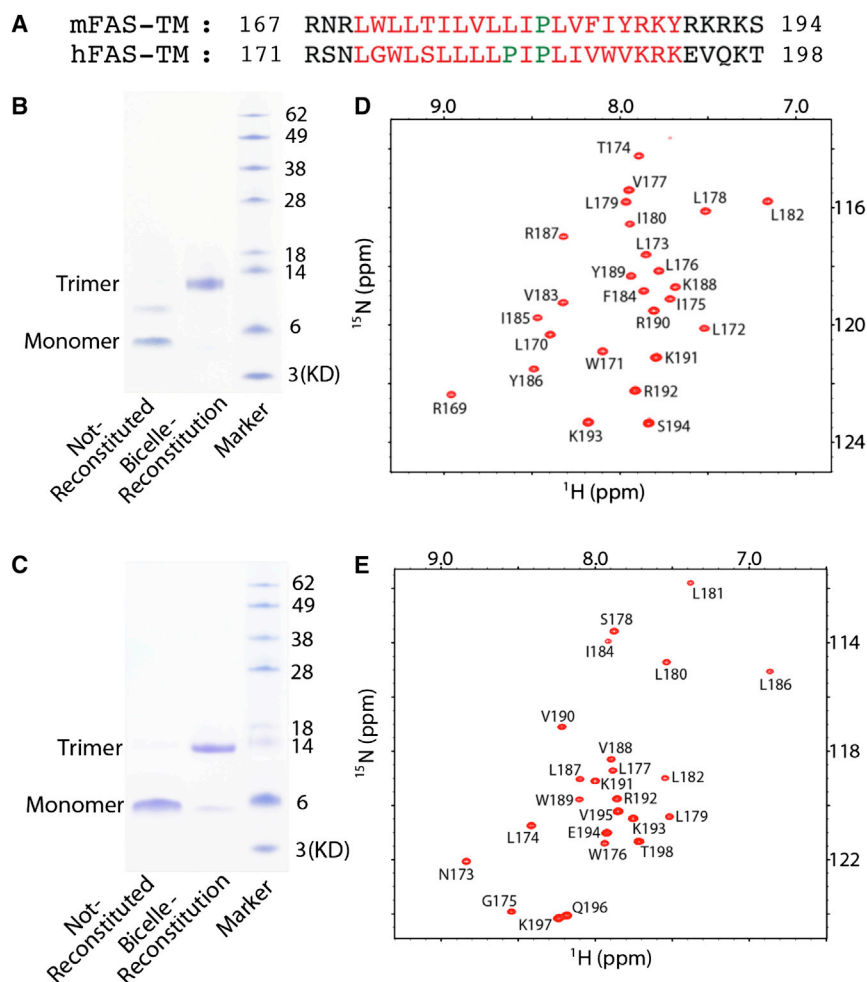 A
mFAS-TM : 167 RNRLWLLTILVLLIPLVFIYRKYRKRKS 194
hFAS-TM : 171 RSNLGWLSLLLLPIPLIVWVKRKEVQKT 198
B
62
49
38
28
18
14
6
3(KD)
Trimer
Monomer
Not-
Reconstituted
Bicelle-
Reconstitution
Marker
D
9.0 8.0 7.0
T174
V177
L179
L178
L182
116
I180
R187
L173
L176
Y189
K188
F184
I175
V183
R190
I185
L172
120
L170
W171
K191
Y186
R192
R169
K193
S194
124
15N (ppm)
1H (ppm)
C
62
49
38
28
18
14
6
3(KD)
Trimer
Monomer
Not-
Reconstituted
Bicelle-
Reconstitution
Marker
E
9.0 8.0 7.0
L181
S178
114
I184
L180
L186
V190
118
V188
L177
L187
K191
L182
W189
R192
V195
L179
L174
K193
E194
W176
T198
122
N173
G175
Q196
K197
15N (ppm)
1H (ppm)